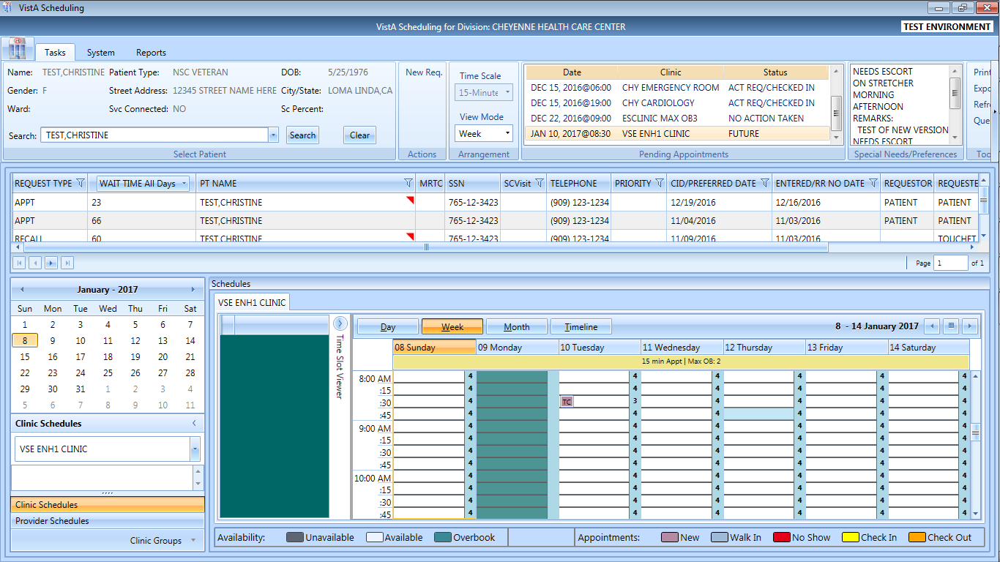 VistA Scheduling
VistA Scheduling for Division: CHEYENNE HEALTH CARE CENTER
TEST ENVIRONMENT
Tasks System Reports
Name: TEST,CHRISTINE Patient Type: NSC VETERAN DOB: 5/25/1976
Gender: F Street Address: 12345 STREET NAME HERE City/State: LOMA LINDA,CA
Ward: Svc Connected: NO Sc Percent:
Search: TEST,CHRISTINE Search Clear
Select Patient
New Req.
Actions
Time Scale
15-Minute
View Mode
Week
Arrangement
Date Clinic Status
DEC 15, 2016@06:00 CHY EMERGENCY ROOM ACT REQ/CHECKED IN
DEC 15, 2016@19:00 CHY CARDIOLOGY ACT REQ/CHECKED IN
DEC 22, 2016@09:00 ESCLINIC MAX OB3 NO ACTION TAKEN
JAN 10, 2017@08:30 VSE ENH1 CLINIC FUTURE
Pending Appointments
NEEDS ESCORT
ON STRETCHER
MORNING
AFTERNOON
REMARKS:
TEST OF NEW VERSION
NEEDS ESCORT
Special Needs/Preferences
Print
Expo
Refre
Que
Too
REQUEST TYPE WAIT TIME All Days PT NAME MRTC SSN SCVisit TELEPHONE PRIORITY CID/PREFERRED DATE ENTERED/RR NO DATE REQUESTOR REQUESTE
APPT 23 TEST,CHRISTINE 765-12-3423 (909) 123-1234 12/19/2016 12/16/2016 PATIENT PATIENT
APPT 66 TEST,CHRISTINE 765-12-3423 (909) 123-1234 11/04/2016 11/03/2016 PATIENT PATIENT
RECALL 60 TEST,CHRISTINE 765-12-3423 (909) 123-1234 11/09/2016 11/03/2016 TOUCHET
Page 1 of 1
January - 2017
Sun Mon Tue Wed Thu Fri Sat
1 2 3 4 5 6 7
8 9 10 11 12 13 14
15 16 17 18 19 20 21
22 23 24 25 26 27 28
29 30 31 1 2 3 4
5 6 7 8 9 10 11
Clinic Schedules
VSE ENH1 CLINIC
Clinic Schedules
Provider Schedules
Clinic Groups
Schedules
VSE ENH1 CLINIC
Time Slot Viewer
Day Week Month Timeline 8 - 14 January 2017
08 Sunday 09 Monday 10 Tuesday 11 Wednesday 12 Thursday 13 Friday 14 Saturday
15 min Appt | Max OB: 2
8:00 AM 4 4 4 4 4 4
:15 4 4 4 4 4 4
:30 4 TC 3 4 4 4 4
:45 4 4 4 4 4 4
9:00 AM 4 4 4 4 4 4
:15 4 4 4 4 4 4
:30 4 4 4 4 4 4
:45 4 4 4 4 4 4
10:00 AM 4 4 4 4 4 4
:15 4 4 4 4 4 4
:30 4 4 4 4 4 4
:45 4 4 4 4 4 4
Availability: Unavailable Available Overbook Appointments: New Walk In No Show Check In Check Out